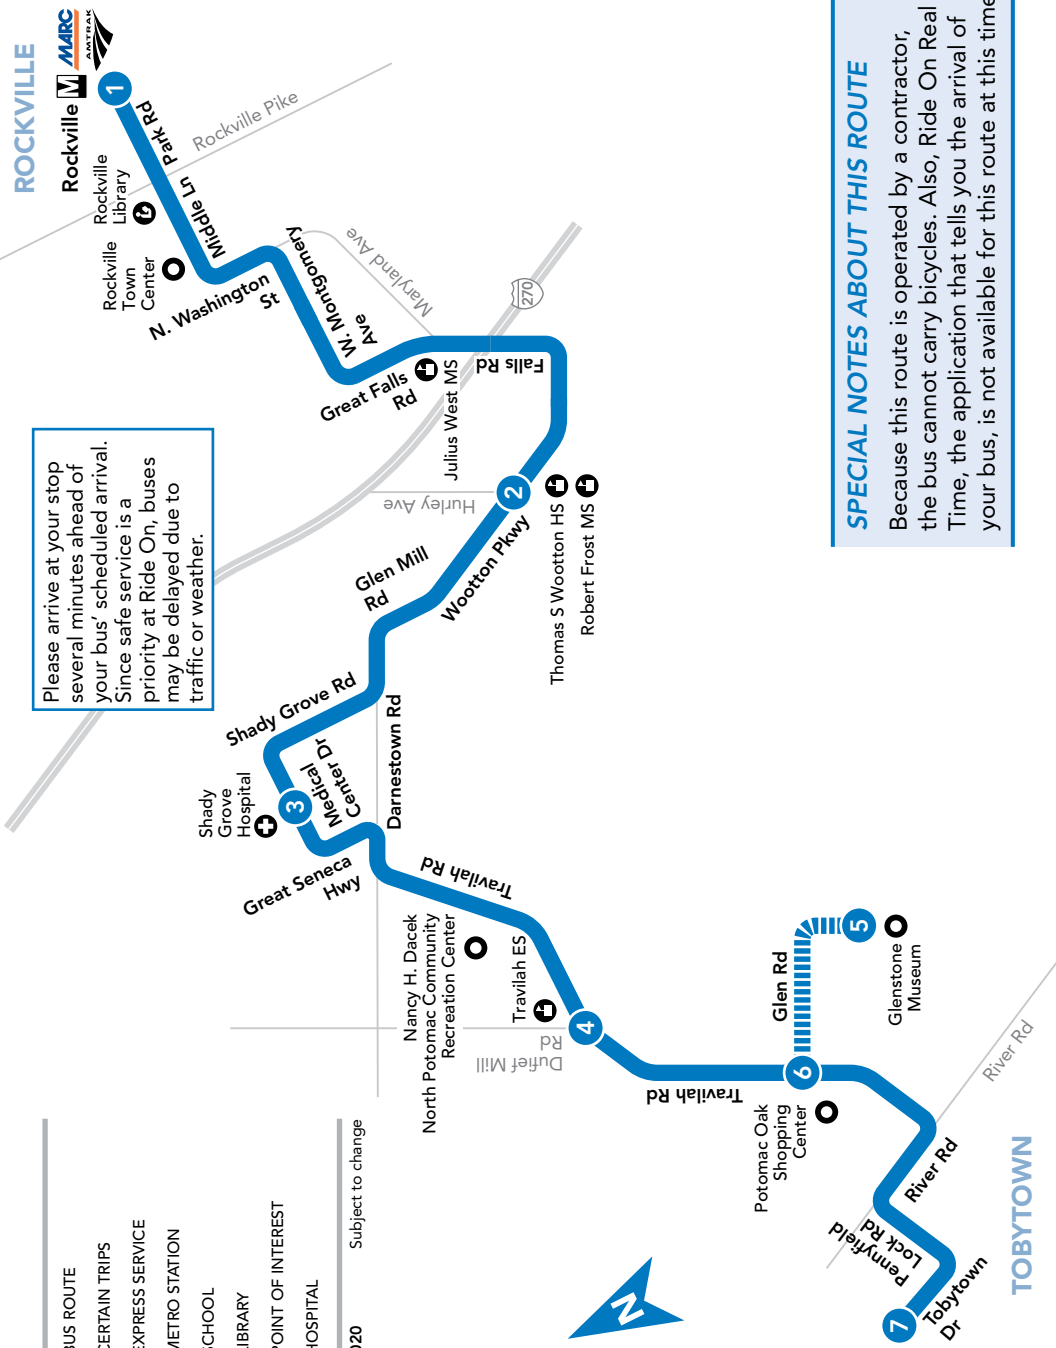 ROCKVILLE
Rockville M
MARC
AMTRAK
1
Park Rd
Rockville Pike
Rockville
Library
Middle Ln
Rockville
Town
Center
N. Washington
St
W. Montgomery
Ave
Maryland Ave
270
Great Falls
Rd
Julius West MS
Falls Rd
Please arrive at your stop
several minutes ahead of
your bus' scheduled arrival.
Since safe service is a
priority at Ride On, buses
may be delayed due to
traffic or weather.
Hurley Ave
2
Thomas S Wootton HS
Robert Frost MS
Wootton Pkwy
Glen Mill
Rd
Shady Grove Rd
Darnestown Rd
Medical
Center Dr
3
Shady
Grove
Hospital
Great Seneca
Hwy
Travilah Rd
Nancy H. Dacek
North Potomac Community
Recreation Center
Travilah ES
4
Dufief Mill
Rd
Travilah Rd
Glen Rd
5
Glenstone
Museum
6
Potomac Oak
Shopping
Center
River Rd
River Rd
Pennyfield
Lock Rd
Tobytown
Dr
7
TOBYTOWN
N
SPECIAL NOTES ABOUT THIS ROUTE
Because this route is operated by a contractor,
the bus cannot carry bicycles. Also, Ride On Real
Time, the application that tells you the arrival of
your bus, is not available for this route at this time
BUS ROUTE
CERTAIN TRIPS
EXPRESS SERVICE
METRO STATION
SCHOOL
LIBRARY
POINT OF INTEREST
HOSPITAL
020 Subject to change